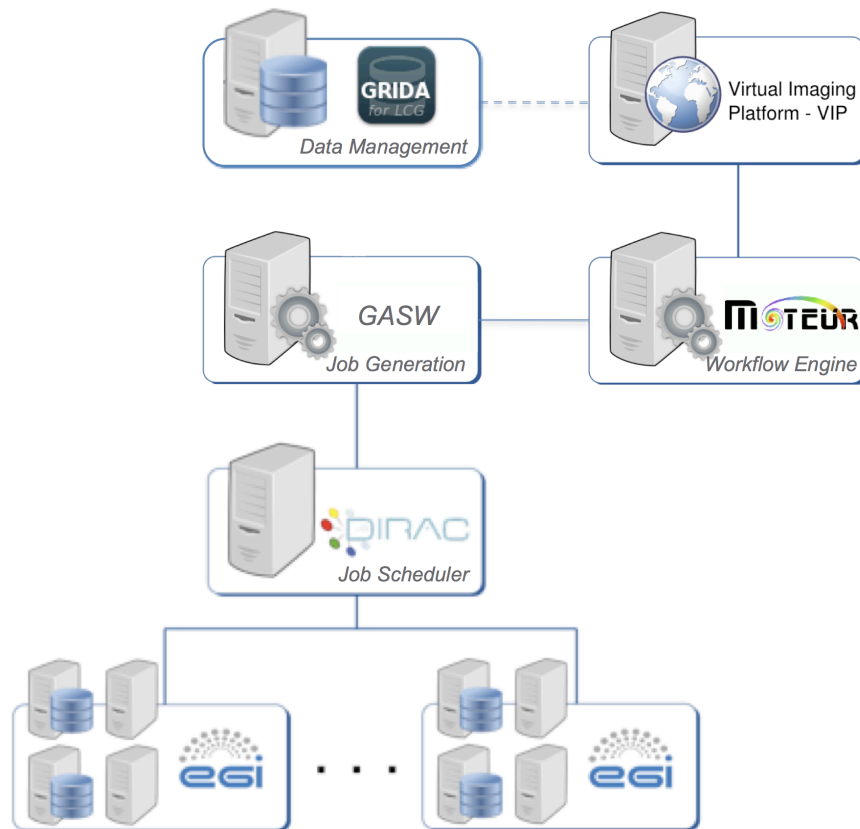 GRIDA
for LCG
Data Management
Virtual Imaging
Platform - VIP
GASW
Job Generation
MOTEUR
Workflow Engine
DIRAC
Job Scheduler
egi
. . .
egi